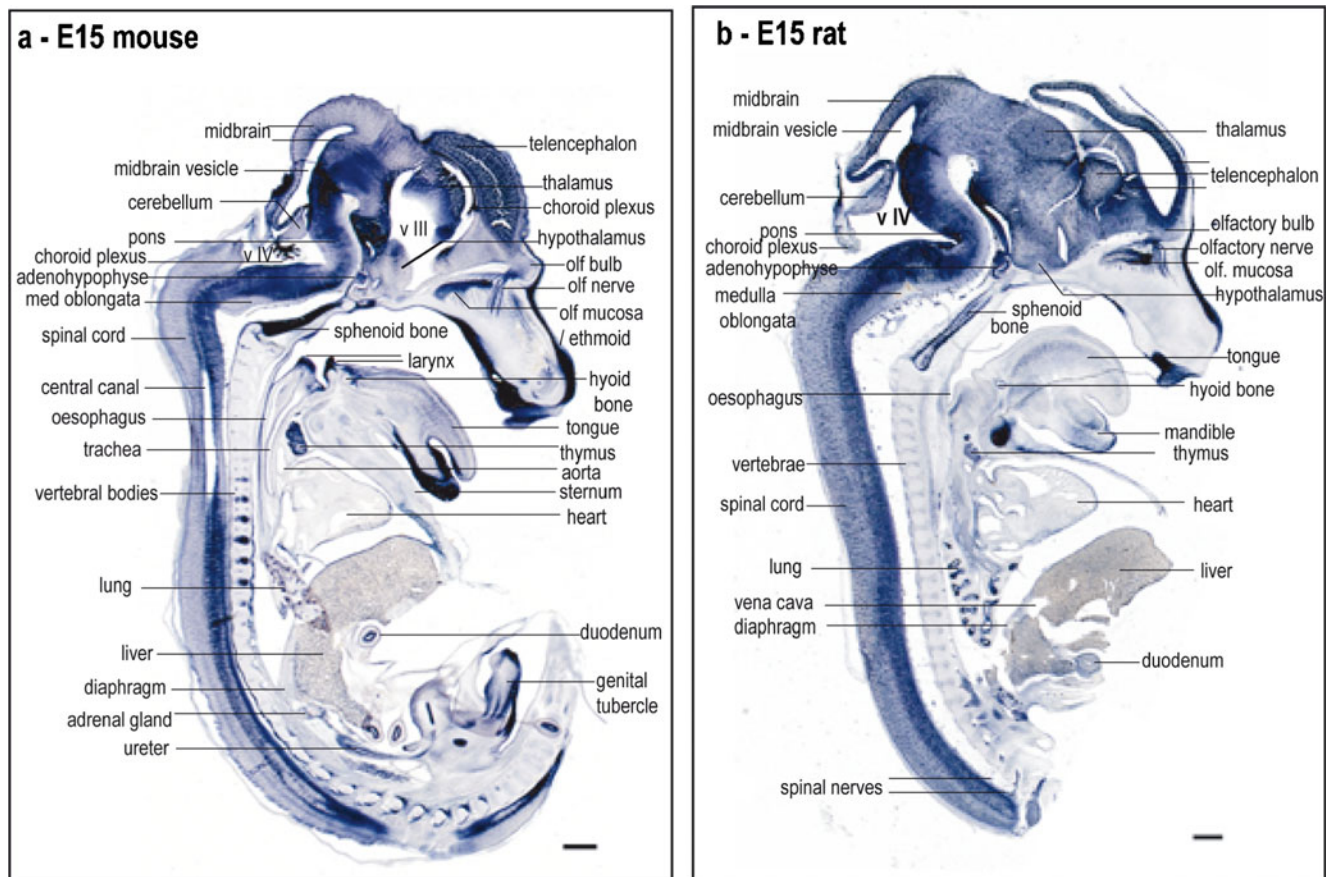 a - E15 mouse
midbrain
midbrain vesicle
cerebellum
pons
v IV
choroid plexus
adenohypophyse
med oblongata
spinal cord
central canal
oesophagus
trachea
vertebral bodies
lung
liver
diaphragm
adrenal gland
ureter
telencephalon
thalamus
choroid plexus
v III
hypothalamus
olf bulb
olf nerve
olf mucosa
sphenoid bone
ethmoid
larynx
hyoid
bone
tongue
thymus
aorta
sternum
heart
duodenum
genital
tubercle
b - E15 rat
midbrain
midbrain vesicle
cerebellum
v IV
pons
choroid plexus
adenohypophyse
medulla
oblongata
sphenoid
bone
oesophagus
vertebrae
spinal cord
lung
vena cava
diaphragm
spinal nerves
thalamus
telencephalon
olfactory bulb
olfactory nerve
olf. mucosa
hypothalamus
tongue
hyoid bone
mandible
thymus
heart
liver
duodenum